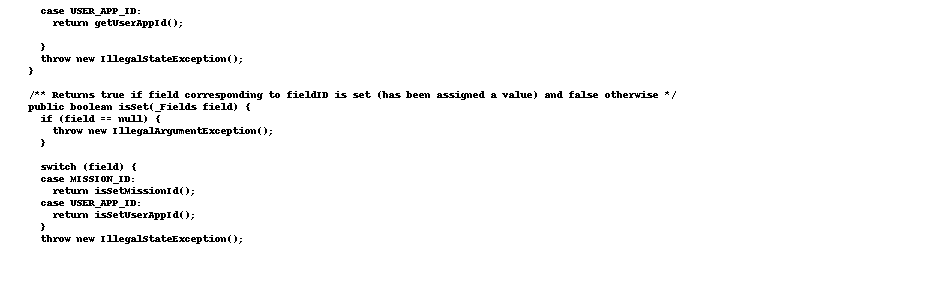 case USER_APP_ID:
return getUserAppId();
}
throw new IllegalStateException();
}
/** Returns true if field corresponding to fieldID is set (has been assigned a value) and false otherwise */
public boolean isSet(_Fields field) {
if (field == null) {
throw new IllegalArgumentException();
}
switch (field) {
case MISSION_ID:
return isSetMissionId();
case USER_APP_ID:
return isSetUserAppId();
}
throw new IllegalStateException();